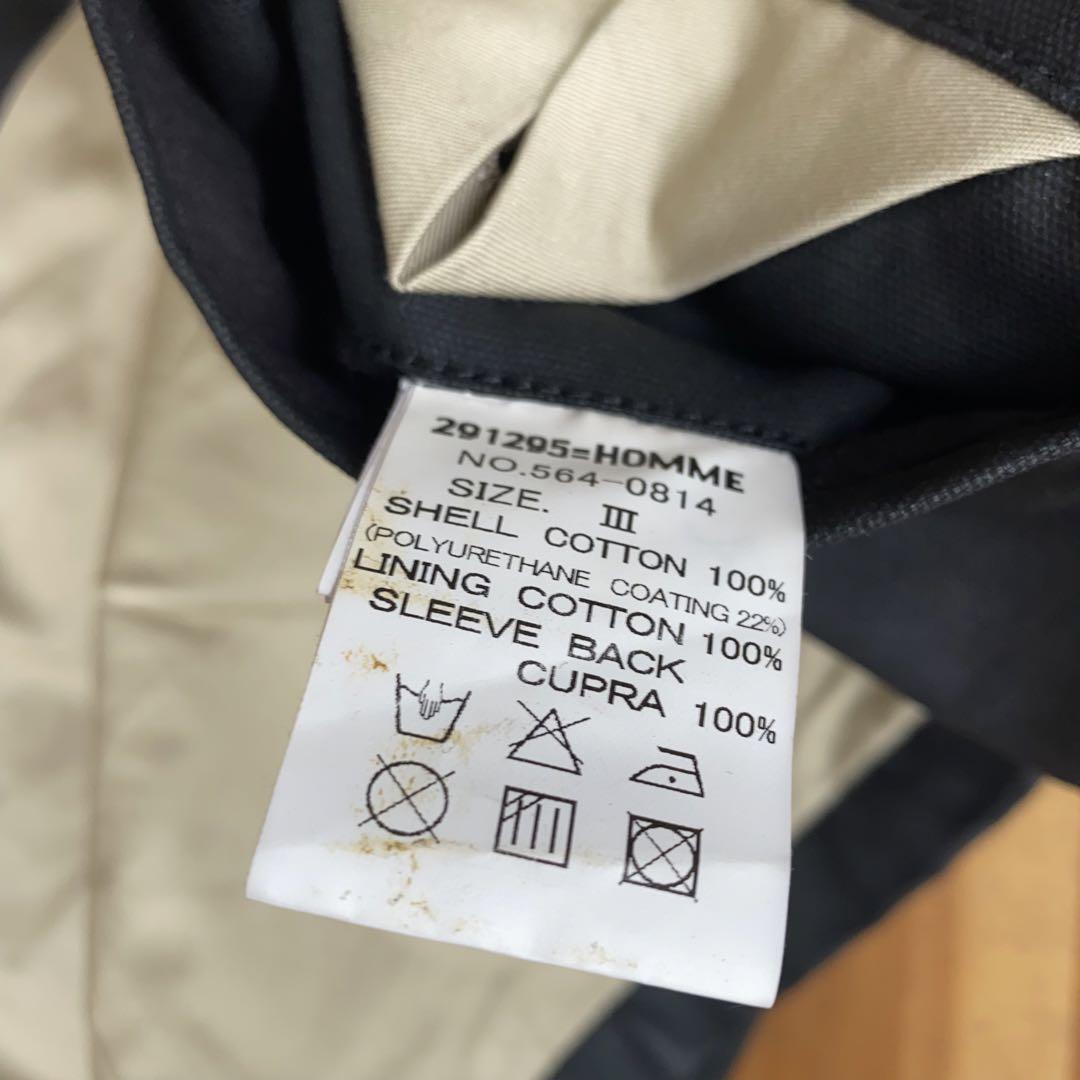 291295=HOMME
NO.564-0814
SIZE. III
SHELL COTTON 100%
(POLYURETHANE COATING 22%)
LINING COTTON 100%
SLEEVE BACK
CUPRA 100%